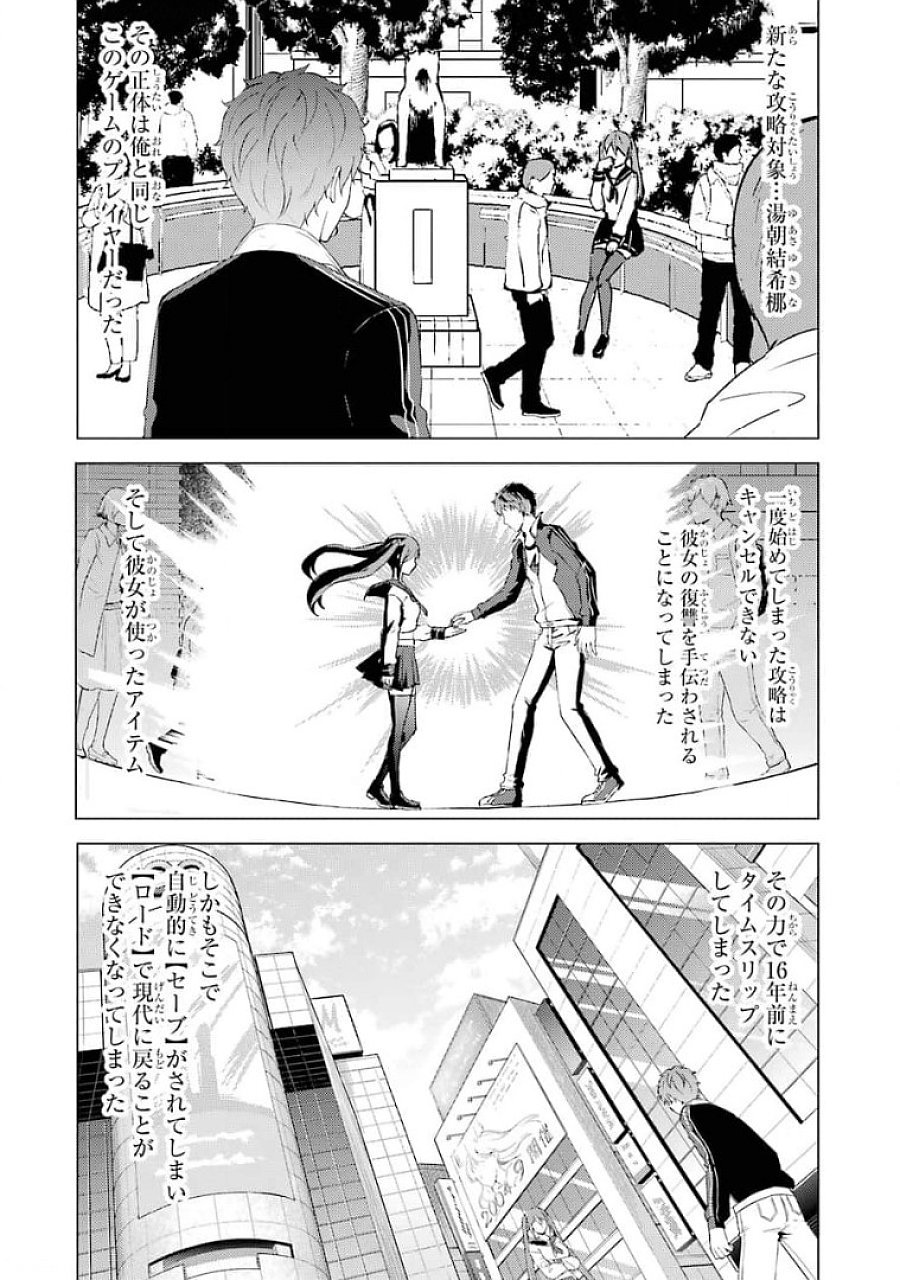 新たな攻略対象…湯朝結希梛
その正体は俺と同じ
このゲームのプレイヤーだった
一度始めてしまった攻略は
キャンセルできない
彼女の復讐を手伝わされる
ことになってしまった
そして彼女が使ったアイテム
その力で16年前に
タイムスリップ
してしまった
しかもそこで
自動的に【セーブ】がされてしまい
【ロード】で現代に戻ることが
できなくなってしまった
2004.9 開催